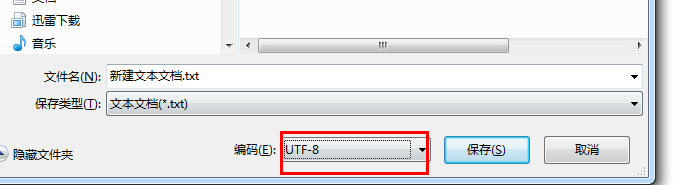 迅雷下载
音乐
文件名(N): 新建文本文档.txt
保存类型(T): 文本文档(*.txt)
隐藏文件夹 编码(E): UTF-8 保存(S) 取消